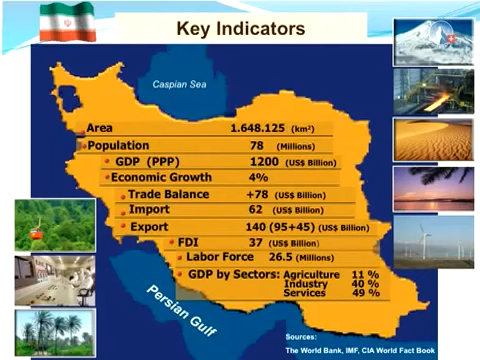 Key Indicators
Caspian Sea
Area 1.648.125 (km²)
Population 78 (Millions)
GDP (PPP) 1200 (US$ Billion)
Economic Growth 4%
Trade Balance +78 (US$ Billion)
Import 62 (US$ Billion)
Export 140 (95+45) (US$ Billion)
FDI 37 (US$ Billion)
Labor Force 26.5 (Millions)
GDP by Sectors: Agriculture 11 %
Industry 40 %
Services 49 %
Persian Gulf
Sources:
The World Bank, IMF, CIA World Fact Book